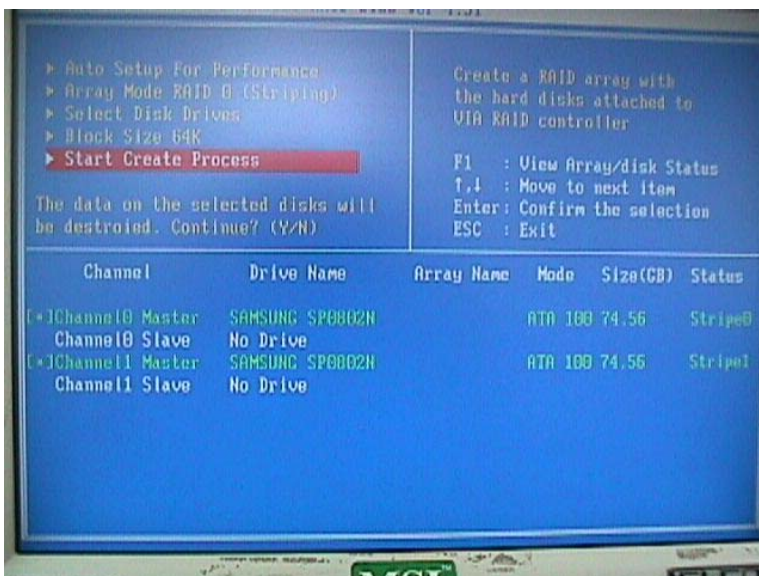 ▶ Auto Setup For Performance
▶ Array Mode RAID 0 (Striping)
▶ Select Disk Drives
▶ Block Size 64K
▶ Start Create Process
The data on the selected disks will
be destroied. Continue? (Y/N)
Create a RAID array with
the hard disks attached to
VIA RAID controller
F1 : View Array/disk Status
↑,↓ : Move to next item
Enter: Confirm the selection
ESC : Exit
Channel Drive Name Array Name Mode Size(GB) Status
[*]Channel0 Master SAMSUNG SP0802N ATA 100 74.56 Stripe0
Channel0 Slave No Drive
[*]Channel1 Master SAMSUNG SP0802N ATA 100 74.56 Stripe1
Channel1 Slave No Drive
MSI